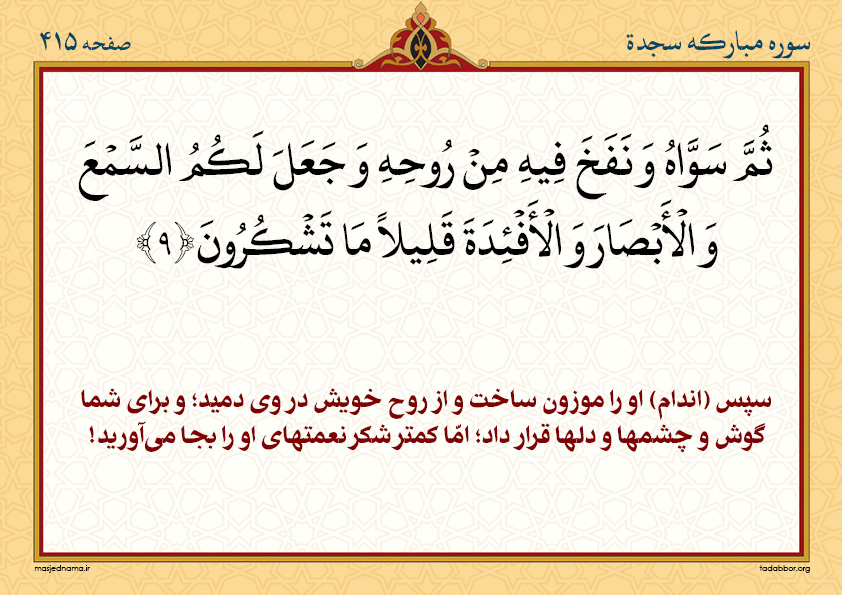 سوره مبارکه سجدة
صفحه ۴۱۵
ثُمَّ سَوَّاهُ وَ نَفَخَ فِيهِ مِنْ رُوحِهِ وَ جَعَلَ لَكُمُ السَّمْعَ
وَ الْأَبْصَارَ وَ الْأَفْئِدَةَ قَلِيلاً مَا تَشْكُرُونَ ﴿۹﴾
سپس (اندام) او را موزون ساخت و از روح خویش در وی دمید؛ و برای شما
گوش و چشمها و دلها قرار داد؛ امّا کمتر شکر نعمتهای او را بجا می‌آورید!
masjednama.ir
tadabbor.org